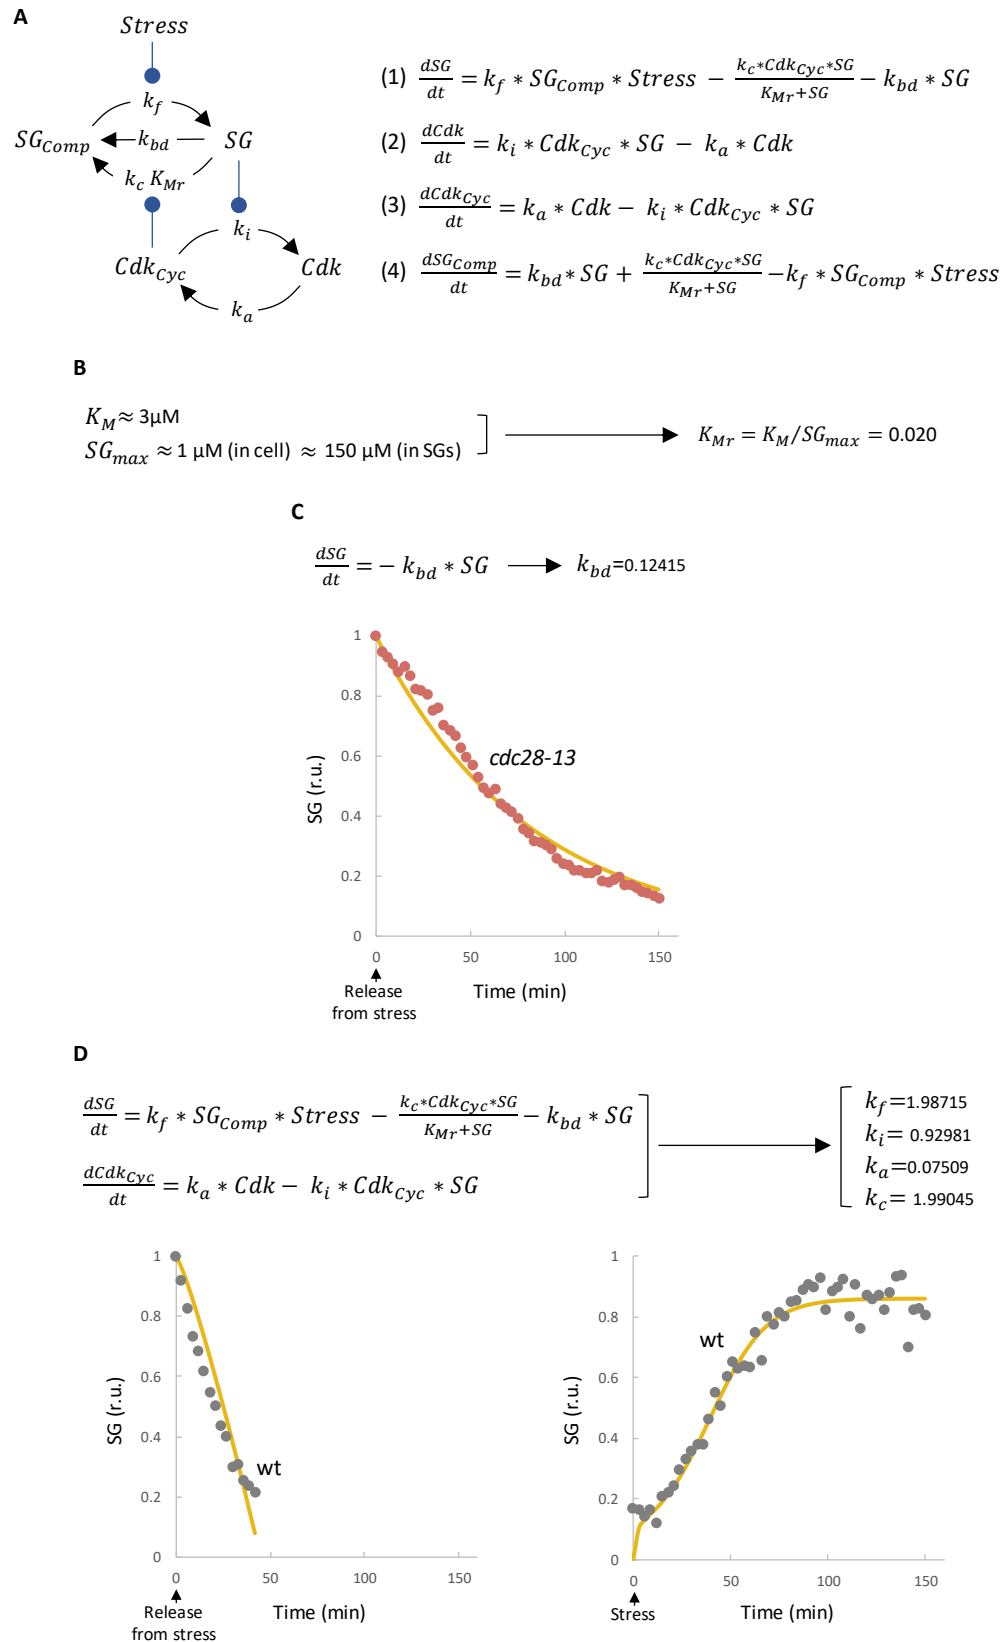 A
Stress
k_f
SG_Comp k_bd SG
k_c K_Mr
k_i
Cdk_Cyc Cdk
k_a
(1) dSG/dt = k_f * SG_Comp * Stress − k_c*Cdk_Cyc*SG/K_Mr+SG − k_bd * SG
(2) dCdk/dt = k_i * Cdk_Cyc * SG − k_a * Cdk
(3) dCdk_Cyc/dt = k_a * Cdk − k_i * Cdk_Cyc * SG
(4) dSG_Comp/dt = k_bd * SG + k_c*Cdk_Cyc*SG/K_Mr+SG − k_f * SG_Comp * Stress
B
K_M ≈ 3µM
SG_max ≈ 1 µM (in cell) ≈ 150 µM (in SGs)
K_Mr = K_M/SG_max = 0.020
C
dSG/dt = − k_bd * SG
k_bd=0.12415
1
0.8
0.6
0.4
0.2
0
SG (r.u.)
cdc28-13
0 50 100 150
Release
from stress
Time (min)
D
dSG/dt = k_f * SG_Comp * Stress − k_c*Cdk_Cyc*SG/K_Mr+SG − k_bd * SG
dCdk_Cyc/dt = k_a * Cdk − k_i * Cdk_Cyc * SG
k_f=1.98715
k_i= 0.92981
k_a=0.07509
k_c= 1.99045
1
0.8
0.6
0.4
0.2
0
SG (r.u.)
wt
0 50 100 150
Release
from stress
Time (min)
1
0.8
0.6
0.4
0.2
0
SG (r.u.)
wt
0 50 100 150
Stress
Time (min)